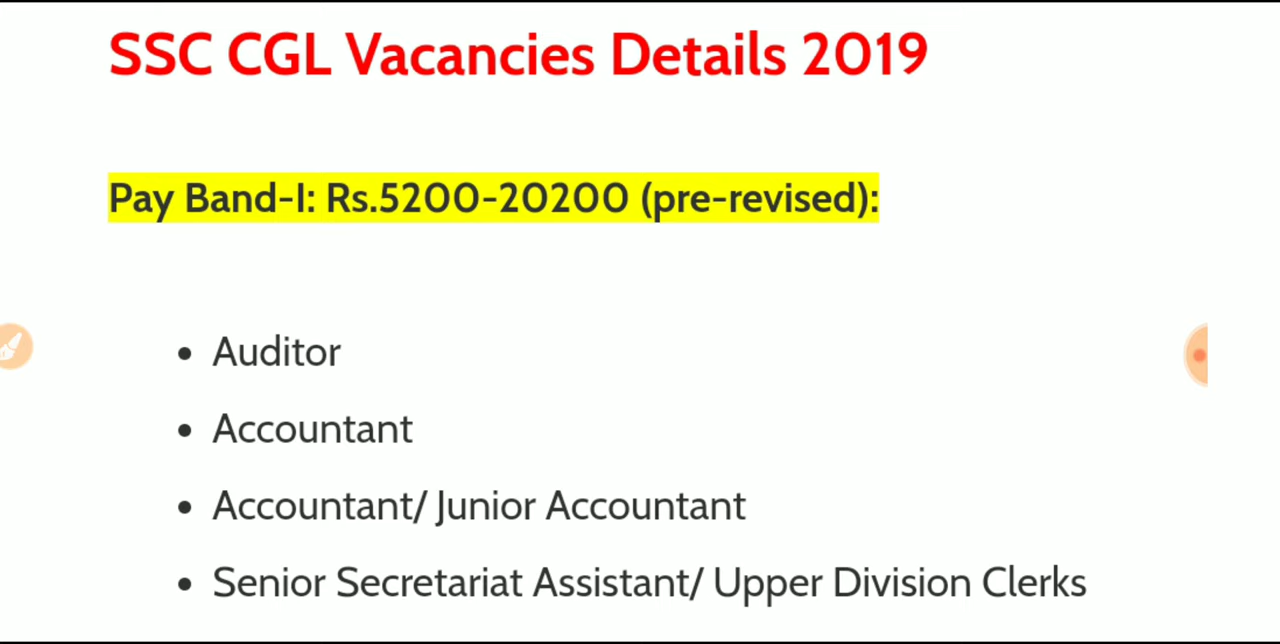 SSC CGL Vacancies Details 2019
Pay Band-I: Rs.5200-20200 (pre-revised):
• Auditor
• Accountant
• Accountant/ Junior Accountant
• Senior Secretariat Assistant/ Upper Division Clerks